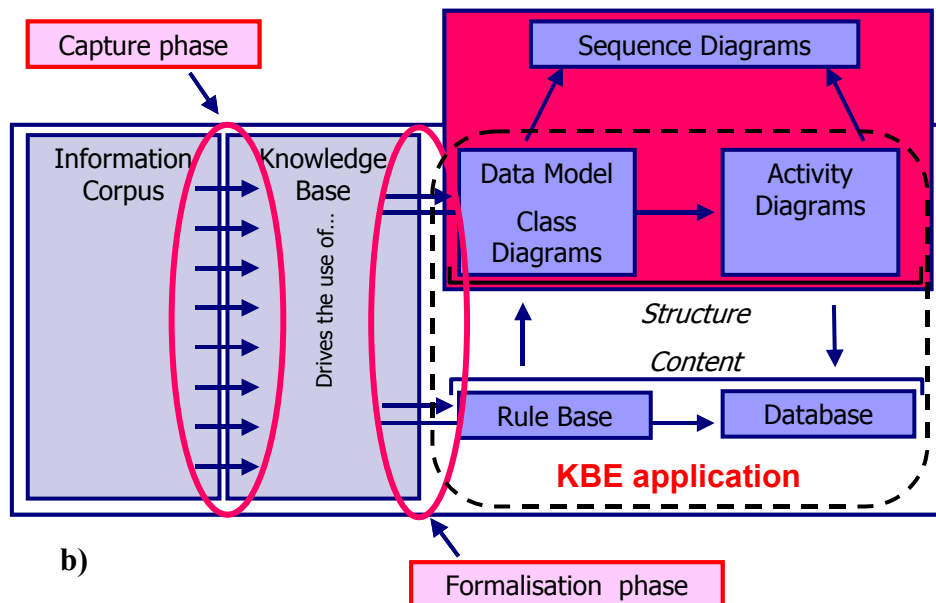 Capture phase
Sequence Diagrams
Information
Corpus
Knowledge
Base
Drives the use of...
Data Model
Class
Diagrams
Activity
Diagrams
Structure
Content
Rule Base
Database
KBE application
b)
Formalisation phase